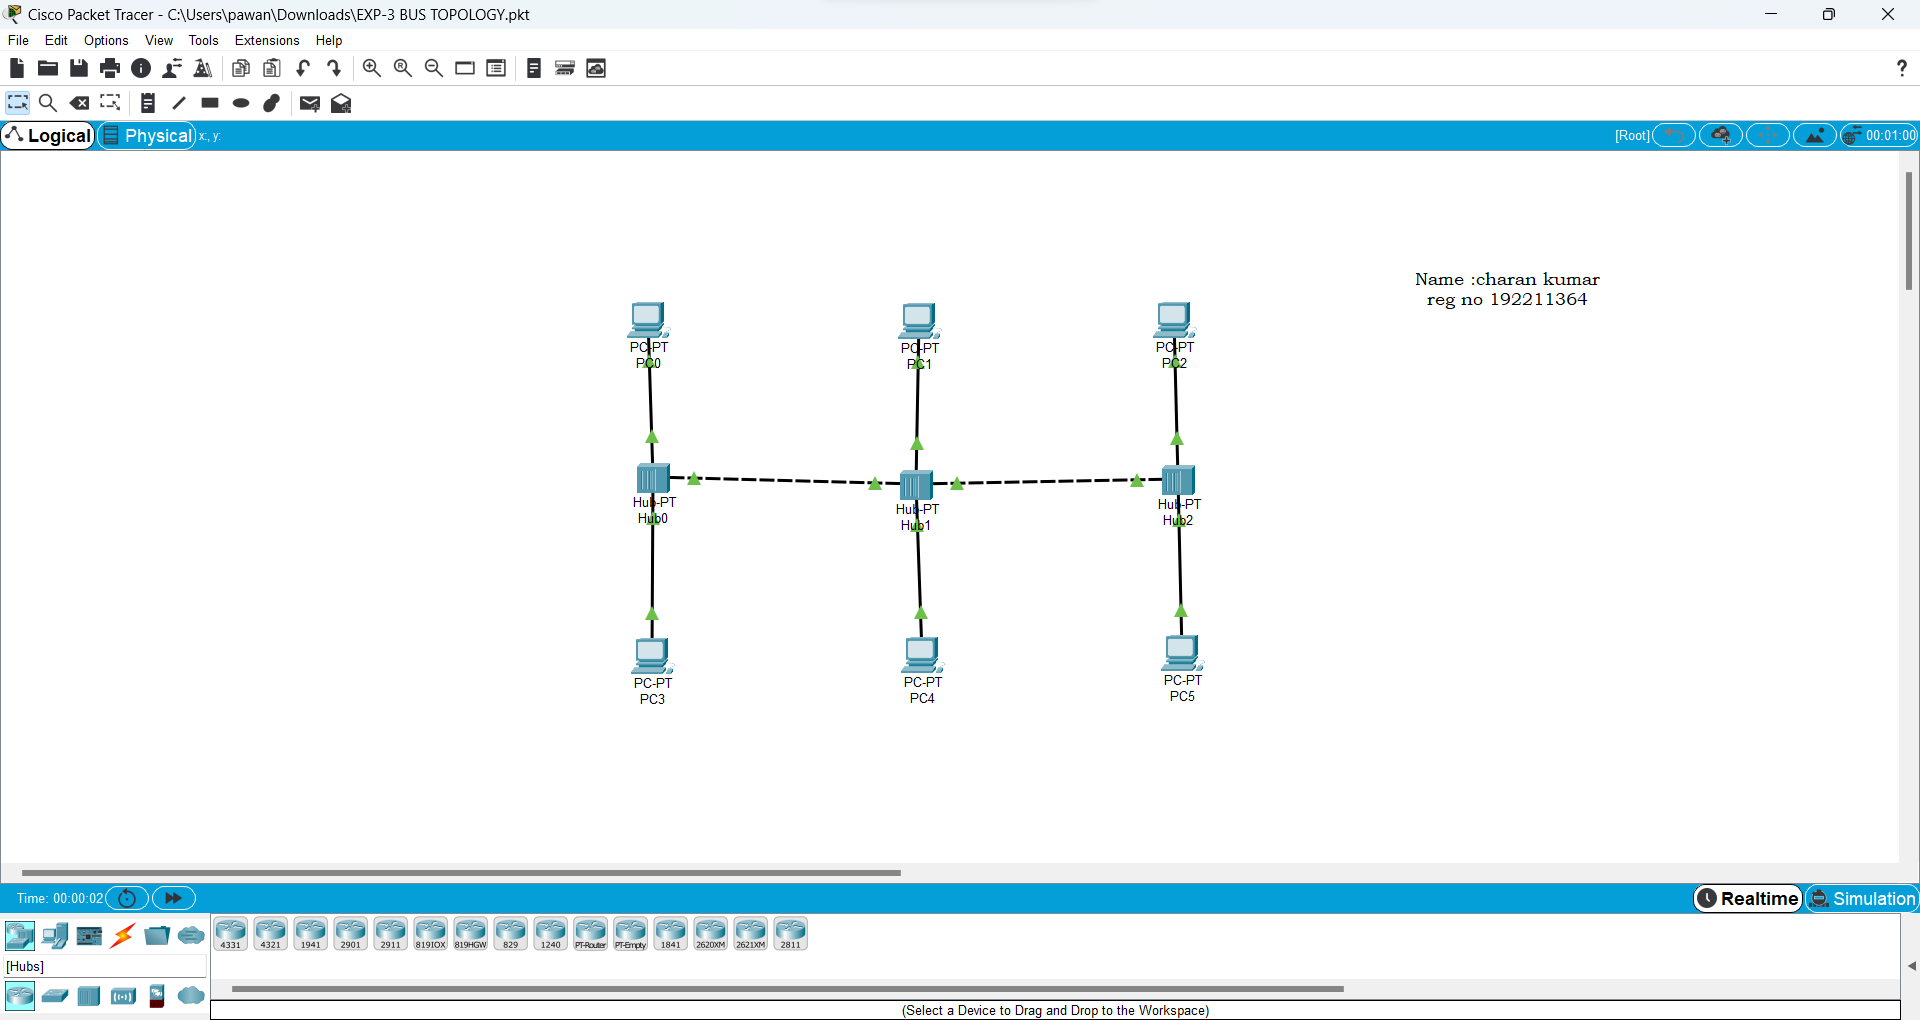 Cisco Packet Tracer - C:\Users\pawan\Downloads\EXP-3 BUS TOPOLOGY.pkt
File Edit Options View Tools Extensions Help
?
Logical Physical x:, y: [Root] 00:01:00
Name :charan kumar
reg no 192211364
PC-PT
PC0
PC-PT
PC1
PC-PT
PC2
Hub-PT
Hub0
Hub-PT
Hub1
Hub-PT
Hub2
PC-PT
PC3
PC-PT
PC4
PC-PT
PC5
Time: 00:00:02 Realtime Simulation
4331 4321 1941 2901 2911 819IOX 819HGW 829 1240 PT-Router PT-Empty 1841 2620XM 2621XM 2811
[Hubs]
(Select a Device to Drag and Drop to the Workspace)